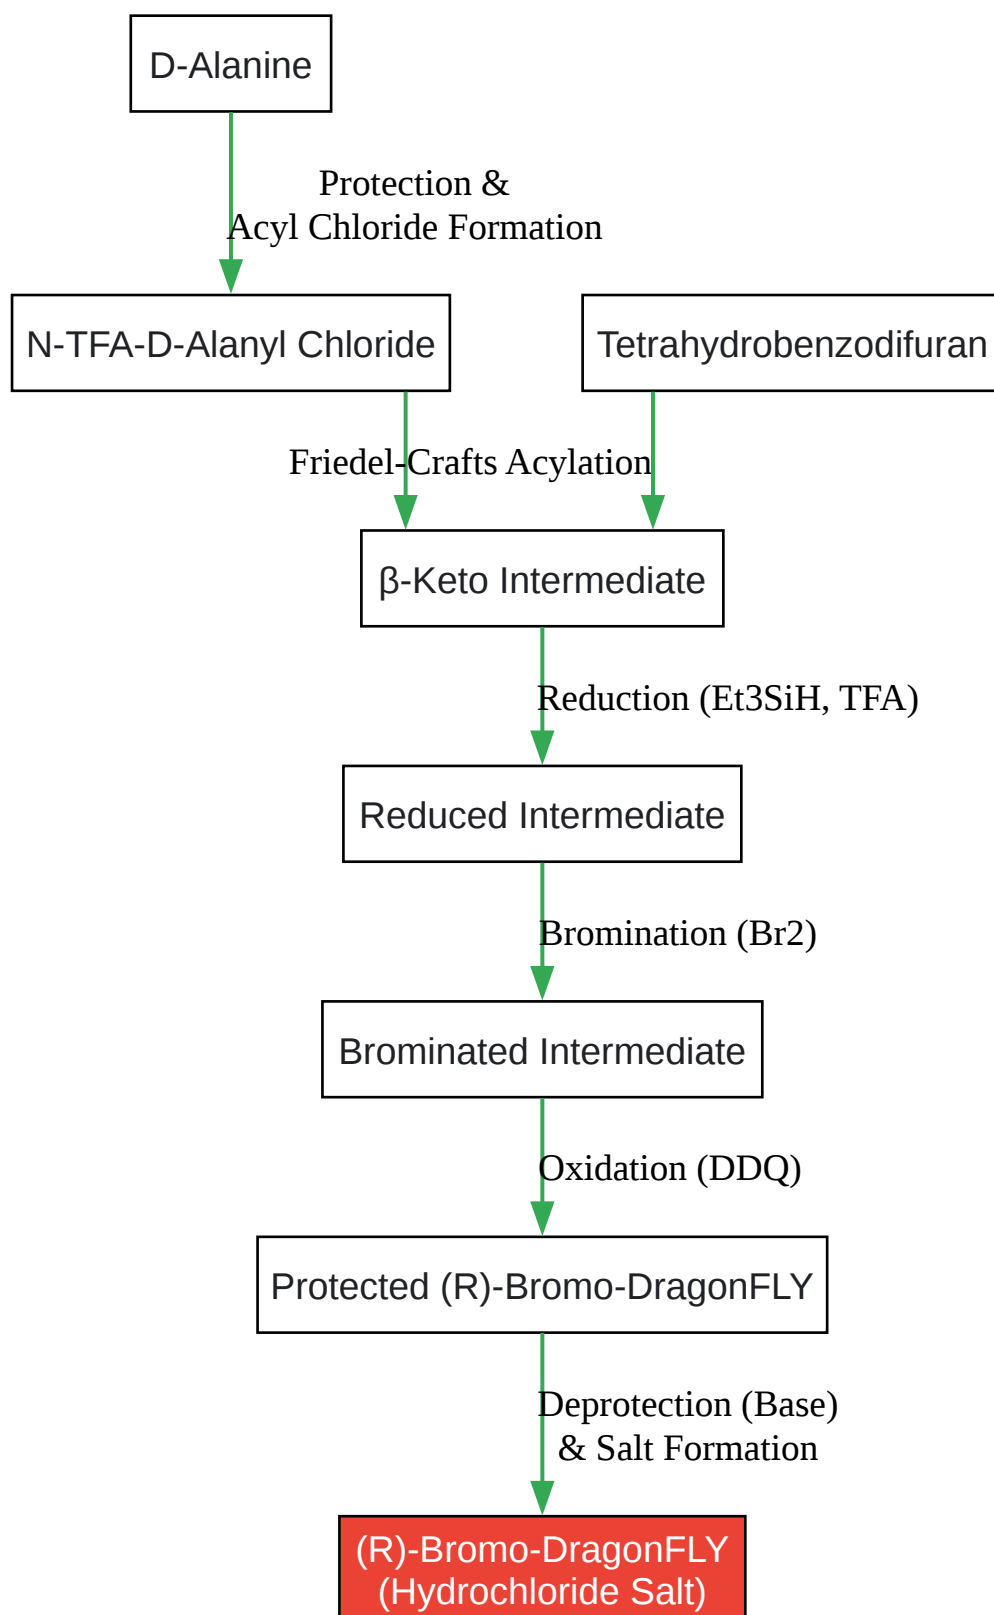 D-Alanine
Protection &
Acyl Chloride Formation
N-TFA-D-Alanyl Chloride
Tetrahydrobenzodifuran
Friedel-Crafts Acylation
β-Keto Intermediate
Reduction (Et3SiH, TFA)
Reduced Intermediate
Bromination (Br2)
Brominated Intermediate
Oxidation (DDQ)
Protected (R)-Bromo-DragonFLY
Deprotection (Base)
& Salt Formation
(R)-Bromo-DragonFLY
(Hydrochloride Salt)